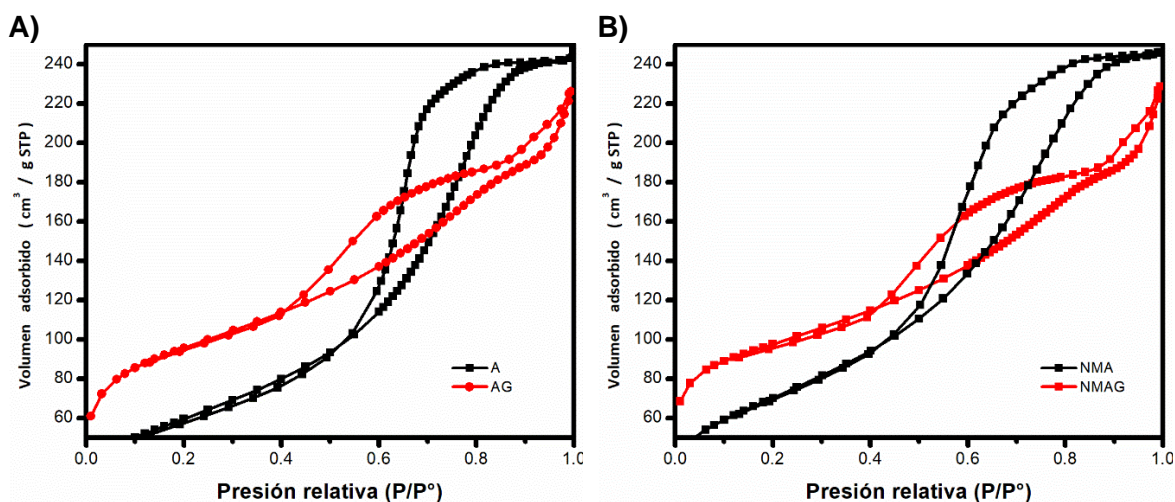 A)
Volumen adsorbido (cm³ / g STP)
240
220
200
180
160
140
120
100
80
60
A
AG
0.0 0.2 0.4 0.6 0.8 1.0
Presión relativa (P/P°)
B)
Volumen adsorbido (cm³ / g STP)
240
220
200
180
160
140
120
100
80
60
NMA
NMAG
0.0 0.2 0.4 0.6 0.8 1.0
Presión relativa (P/P°)